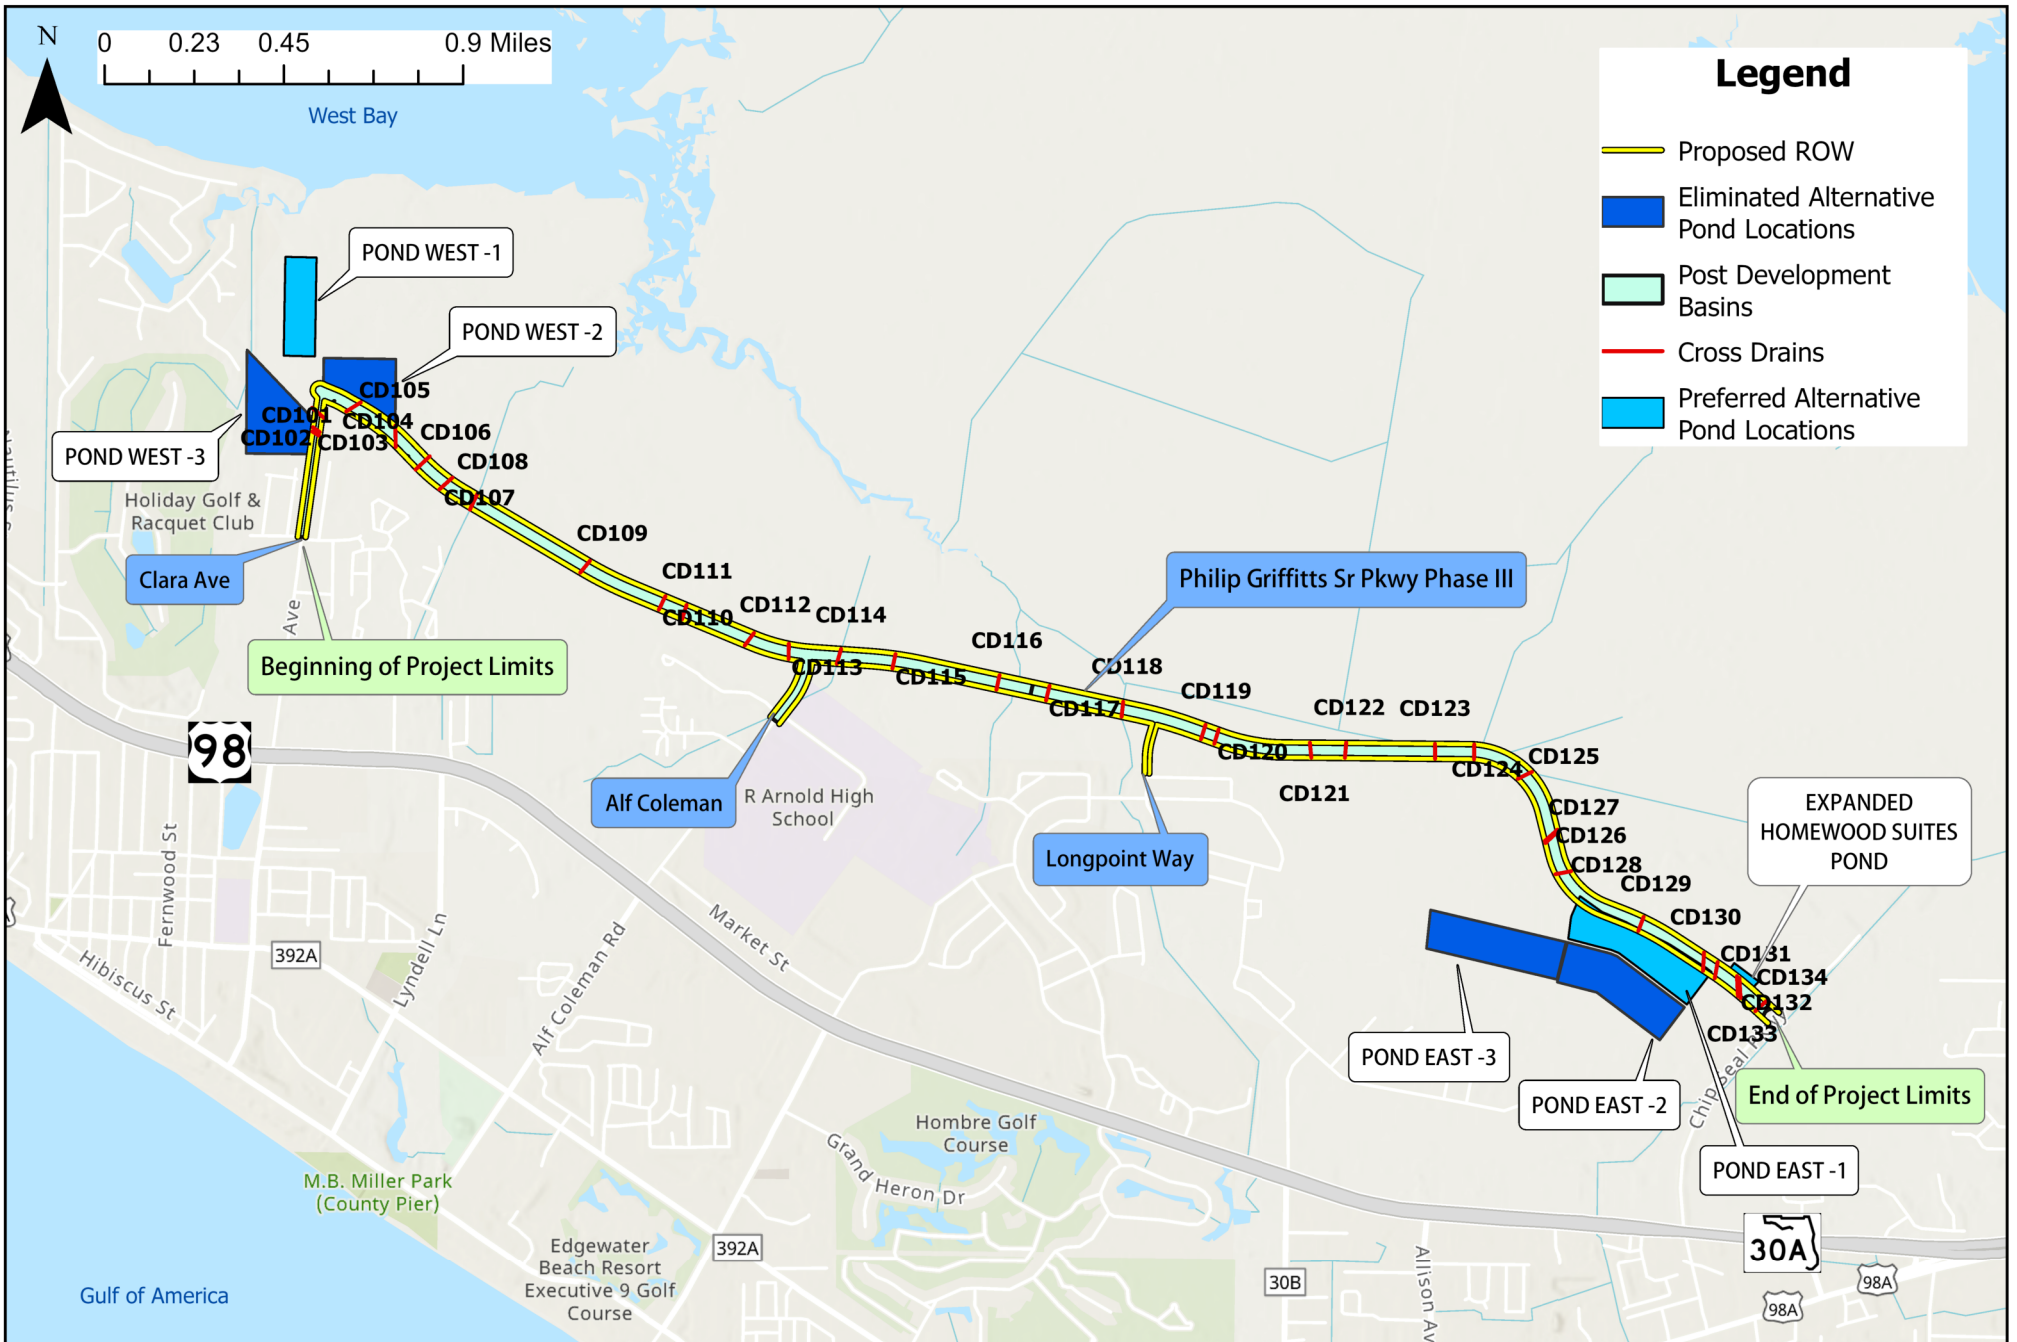 N
0 0.23 0.45 0.9 Miles
West Bay
Legend
Proposed ROW
Eliminated Alternative
Pond Locations
Post Development
Basins
Cross Drains
Preferred Alternative
Pond Locations
POND WEST -1
POND WEST -2
POND WEST -3
CD105
CD101
CD104
CD102
CD103
CD106
CD108
CD107
CD109
CD111
CD110
CD112
CD114
CD113
CD115
CD116
CD118
CD117
CD119
CD120
CD122
CD123
CD121
CD124
CD125
CD127
CD126
CD128
CD129
CD130
CD131
CD134
CD132
CD133
Holiday Golf &
Racquet Club
Clara Ave
Ave
Beginning of Project Limits
Philip Griffitts Sr Pkwy Phase III
98
Alf Coleman
R Arnold High
School
Longpoint Way
EXPANDED
HOMEWOOD SUITES
POND
POND EAST -3
POND EAST -2
POND EAST -1
End of Project Limits
Fernwood St
Hibiscus St
392A
Lyndell Ln
Alf Coleman Rd
Market St
Hombre Golf
Course
Grand Heron Dr
M.B. Miller Park
(County Pier)
Edgewater
Beach Resort
Executive 9 Golf
Course
392A
30B
Allison Av
30A
98A
98A
Gulf of America